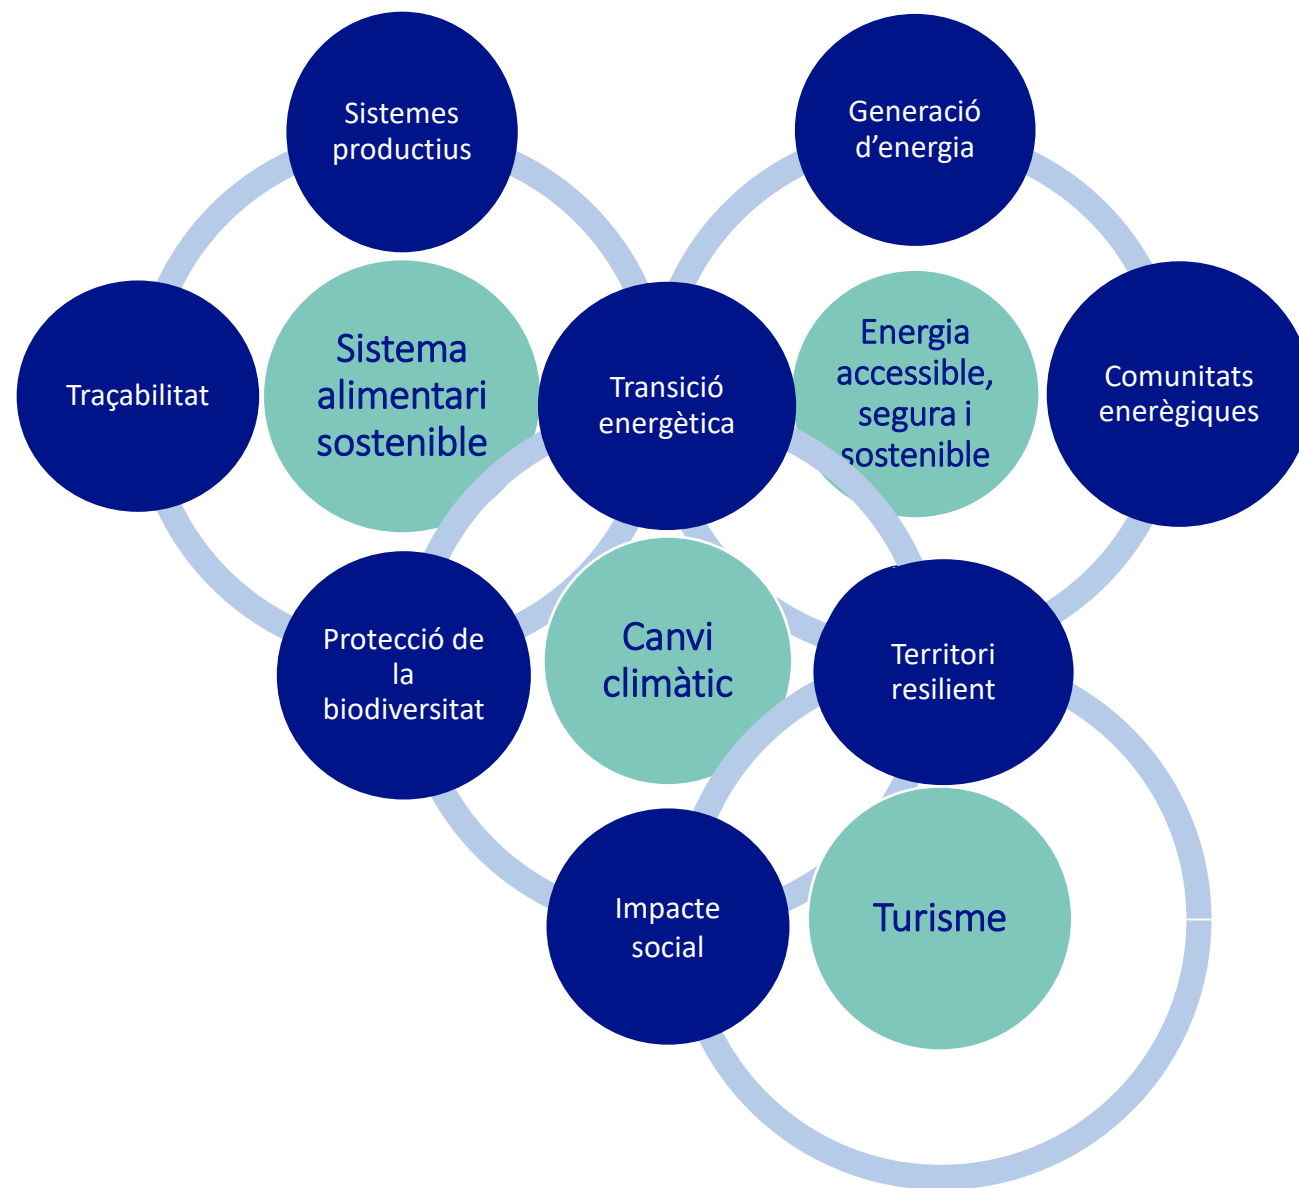 Sistemes
productius
Generació
d’energia
Traçabilitat
Sistema
alimentari
sostenible
Transició
energètica
Energia
accessible,
segura i
sostenible
Comunitats
enerègiques
Protecció de
la
biodiversitat
Canvi
climàtic
Territori
resilient
Impacte
social
Turisme